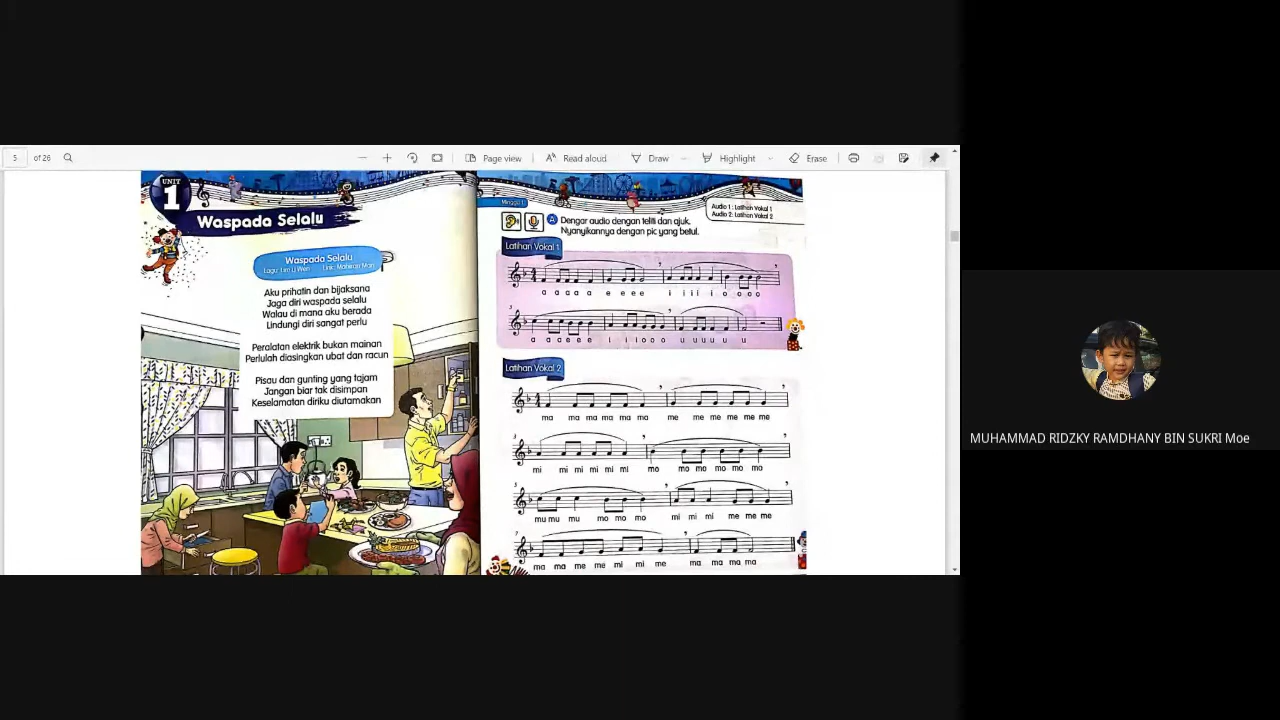 5 of 26
Page view
Read aloud
Draw
Highlight
Erase
UNIT
1
Waspada Selalu
Waspada Selalu
Aku prihatin dan bijaksana
Jaga diri waspada selalu
Walau di mana aku berada
Lindungi diri sangat perlu
Peralatan elektrik bukan mainan
Perlulah diasingkan ubat dan racun
Pisau dan gunting yang tajam
Jangan biar tak disimpan
Keselamatan diriku diutamakan
A Dengar audio dengan teliti dan ajuk.
Nyanyikannya dengan pic yang betul.
Audio 1: Latihan Vokal 1
Audio 2: Latihan Vokal 2
Latihan Vokal 1
a a a a a e e e e i i i i i o o o o
a a a e e e i i i o o o u u u u u u
Latihan Vokal 2
ma ma ma ma ma ma me me me me me me
mi mi mi mi mi mi mo mo mo mo mo mo
mu mu mu mo mo mo mi mi mi me me me
ma ma me me mi mi me ma ma ma ma
MUHAMMAD RIDZKY RAMDHANY BIN SUKRI Moe